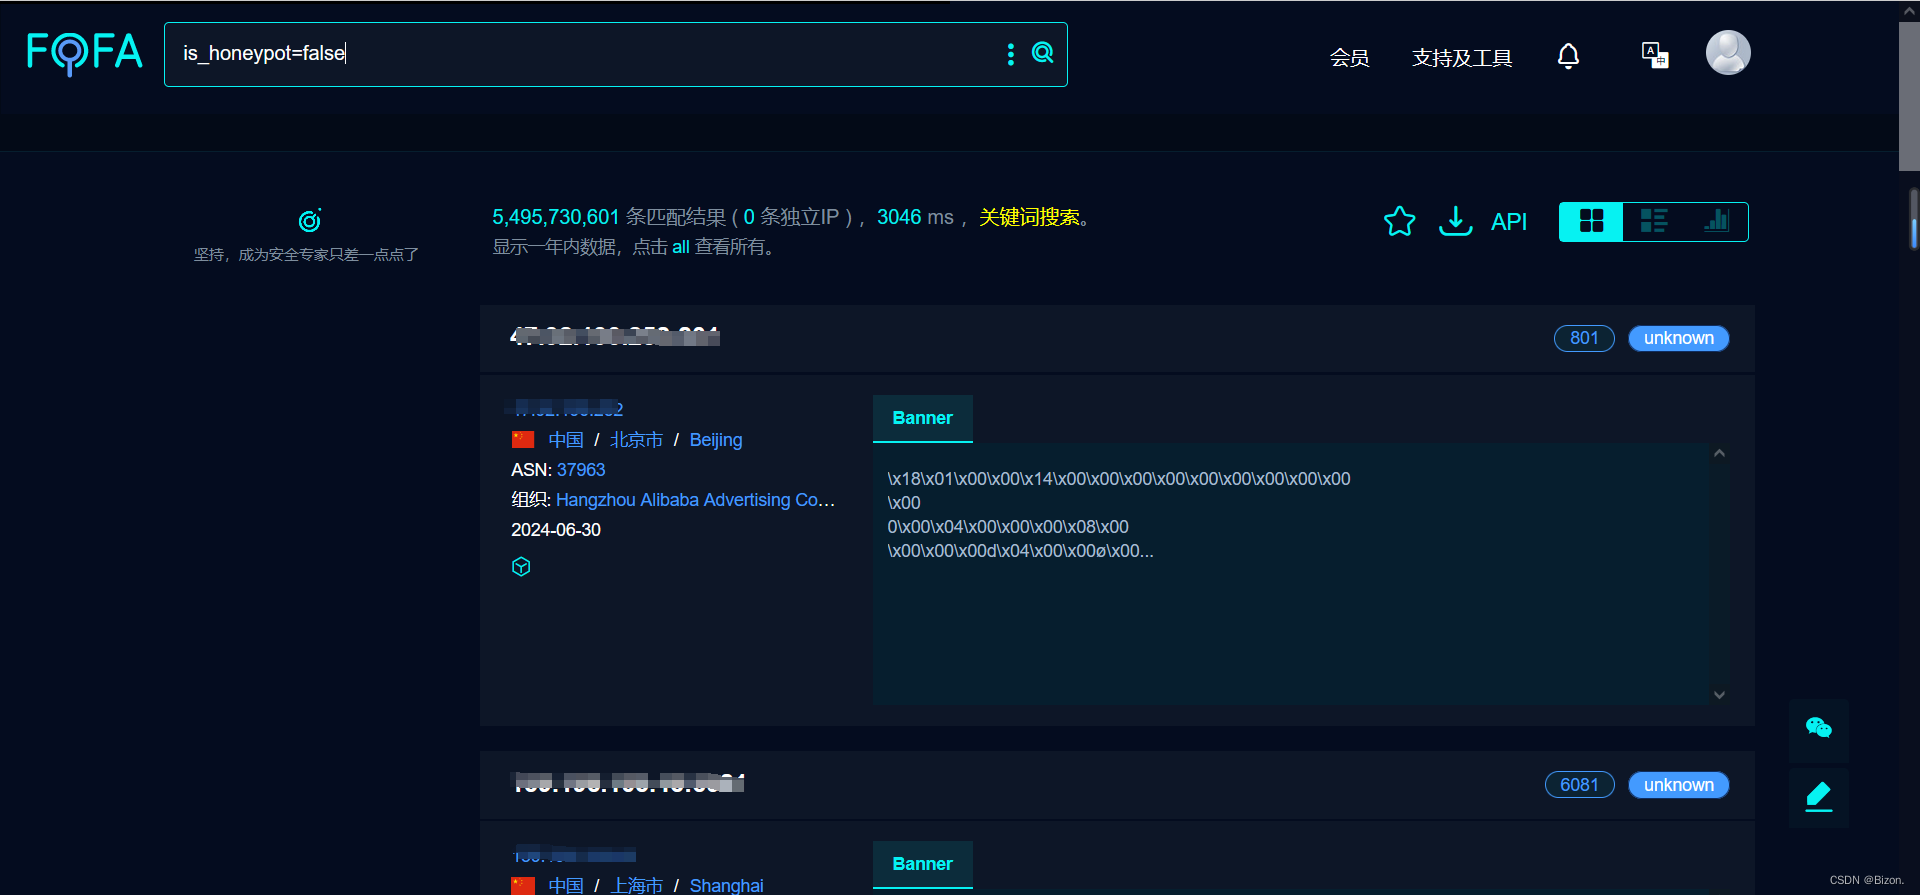 FOFA
is_honeypot=false
会员
支持及工具
A
中
坚持，成为安全专家只差一点点了
5,495,730,601 条匹配结果 ( 0 条独立IP ) ， 3046 ms ， 关键词搜索。
显示一年内数据，点击 all 查看所有。
API
801
unknown
中国 / 北京市 / Beijing
ASN: 37963
组织: Hangzhou Alibaba Advertising Co...
2024-06-30
Banner
\x18\x01\x00\x00\x14\x00\x00\x00\x00\x00\x00\x00\x00\x00
\x00
0\x00\x04\x00\x00\x00\x08\x00
\x00\x00\x00d\x04\x00\x00ø\x00...
6081
unknown
中国 / 上海市 / Shanghai
Banner
CSDN @Bizon.